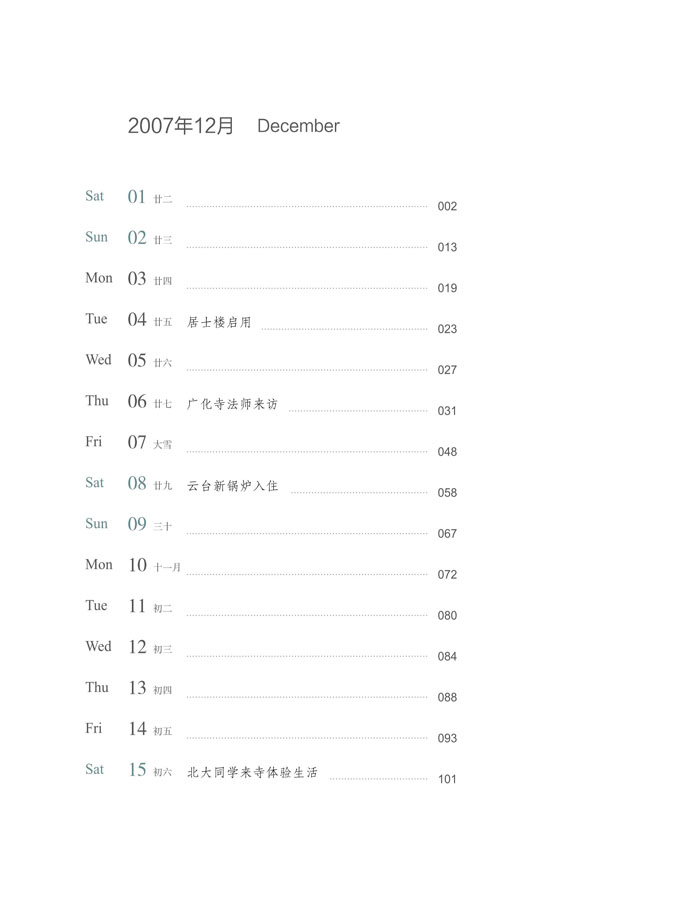 2007年12月 December
Sat 01 廿二 002
Sun 02 廿三 013
Mon 03 廿四 019
Tue 04 廿五 居士楼启用 023
Wed 05 廿六 027
Thu 06 廿七 广化寺法师来访 031
Fri 07 大雪 048
Sat 08 廿九 云台新锅炉入住 058
Sun 09 三十 067
Mon 10 十一月 072
Tue 11 初二 080
Wed 12 初三 084
Thu 13 初四 088
Fri 14 初五 093
Sat 15 初六 北大同学来寺体验生活 101